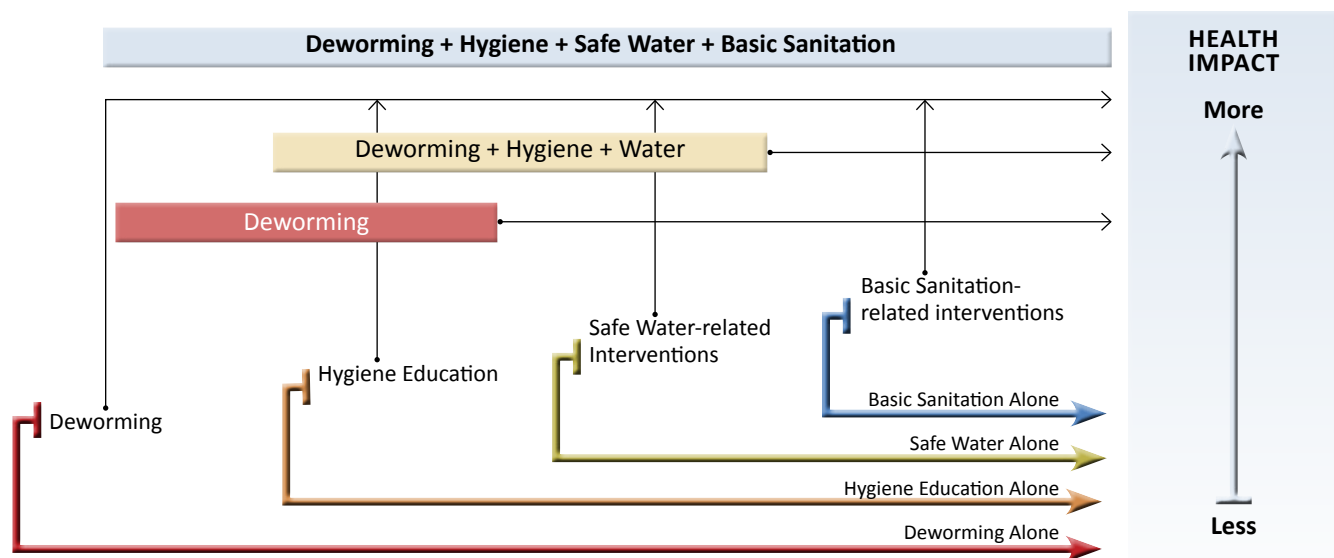 Deworming + Hygiene + Safe Water + Basic Sanitation
HEALTH
IMPACT
More
Deworming + Hygiene + Water
Deworming
Basic Sanitation-
related interventions
Safe Water-related
Interventions
Hygiene Education
Deworming
Basic Sanitation Alone
Safe Water Alone
Hygiene Education Alone
Deworming Alone
Less